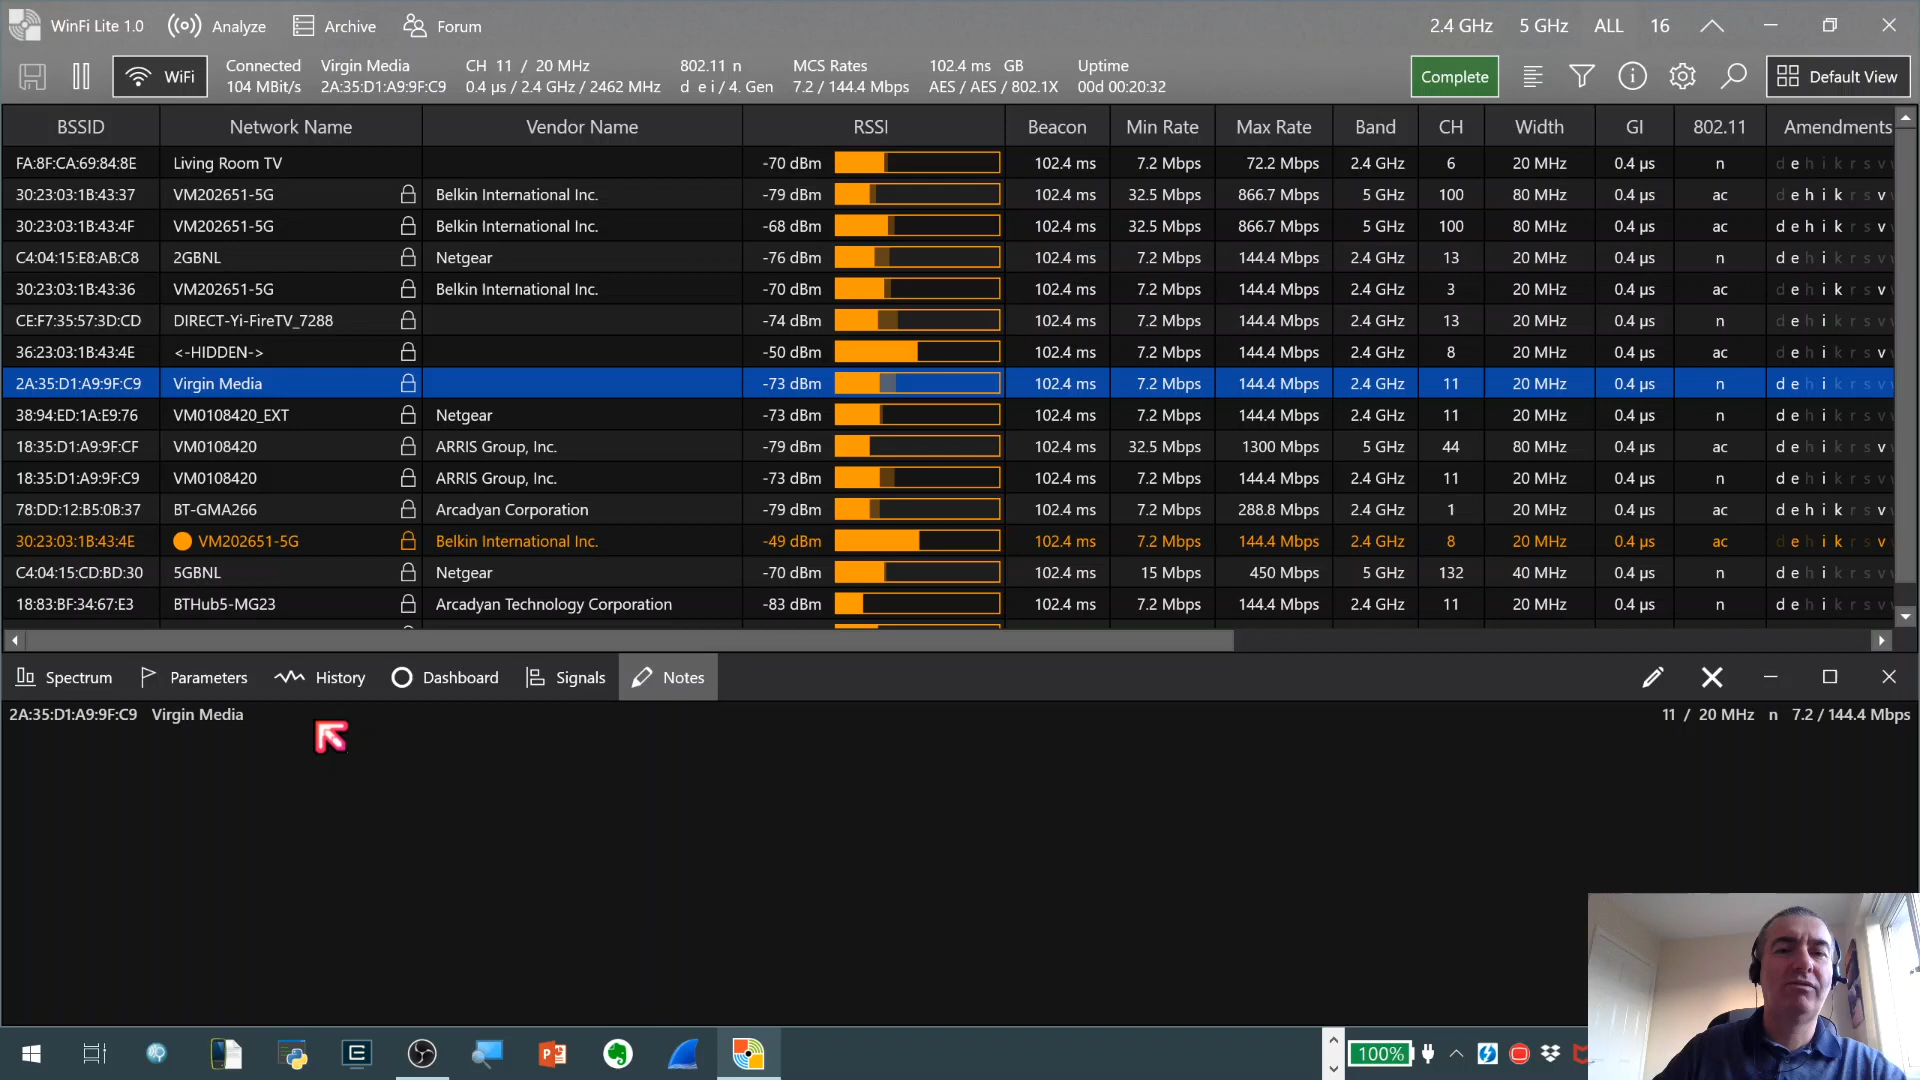 WinFi Lite 1.0 Analyze Archive Forum 2.4 GHz 5 GHz ALL 16
WiFi Connected Virgin Media CH 11 / 20 MHz 802.11 n MCS Rates 102.4 ms GB Uptime Complete Default View
104 MBit/s 2A:35:D1:A9:9F:C9 0.4 µs / 2.4 GHz / 2462 MHz d e i / 4. Gen 7.2 / 144.4 Mbps AES / AES / 802.1X 00d 00:20:32
BSSID Network Name Vendor Name RSSI Beacon Min Rate Max Rate Band CH Width GI 802.11 Amendments
FA:8F:CA:69:84:8E Living Room TV -70 dBm 102.4 ms 7.2 Mbps 72.2 Mbps 2.4 GHz 6 20 MHz 0.4 µs n d e h i k r s v
30:23:03:1B:43:37 VM202651-5G Belkin International Inc. -79 dBm 102.4 ms 32.5 Mbps 866.7 Mbps 5 GHz 100 80 MHz 0.4 µs ac d e h i k r s v
30:23:03:1B:43:4F VM202651-5G Belkin International Inc. -68 dBm 102.4 ms 32.5 Mbps 866.7 Mbps 5 GHz 100 80 MHz 0.4 µs ac d e h i k r s v
C4:04:15:E8:AB:C8 2GBNL Netgear -76 dBm 102.4 ms 7.2 Mbps 144.4 Mbps 2.4 GHz 13 20 MHz 0.4 µs n d e h i k r s v
30:23:03:1B:43:36 VM202651-5G Belkin International Inc. -70 dBm 102.4 ms 7.2 Mbps 144.4 Mbps 2.4 GHz 3 20 MHz 0.4 µs ac d e h i k r s v
CE:F7:35:57:3D:CD DIRECT-Yi-FireTV_7288 -74 dBm 102.4 ms 7.2 Mbps 144.4 Mbps 2.4 GHz 13 20 MHz 0.4 µs n d e h i k r s v
36:23:03:1B:43:4E <-HIDDEN-> -50 dBm 102.4 ms 7.2 Mbps 144.4 Mbps 2.4 GHz 8 20 MHz 0.4 µs ac d e h i k r s v
2A:35:D1:A9:9F:C9 Virgin Media -73 dBm 102.4 ms 7.2 Mbps 144.4 Mbps 2.4 GHz 11 20 MHz 0.4 µs n d e h i k r s v
38:94:ED:1A:E9:76 VM0108420_EXT Netgear -73 dBm 102.4 ms 7.2 Mbps 144.4 Mbps 2.4 GHz 11 20 MHz 0.4 µs n d e h i k r s v
18:35:D1:A9:9F:CF VM0108420 ARRIS Group, Inc. -79 dBm 102.4 ms 32.5 Mbps 1300 Mbps 5 GHz 44 80 MHz 0.4 µs ac d e h i k r s v
18:35:D1:A9:9F:C9 VM0108420 ARRIS Group, Inc. -73 dBm 102.4 ms 7.2 Mbps 144.4 Mbps 2.4 GHz 11 20 MHz 0.4 µs n d e h i k r s v
78:DD:12:B5:0B:37 BT-GMA266 Arcadyan Corporation -79 dBm 102.4 ms 7.2 Mbps 288.8 Mbps 2.4 GHz 1 20 MHz 0.4 µs ac d e h i k r s v
30:23:03:1B:43:4E VM202651-5G Belkin International Inc. -49 dBm 102.4 ms 7.2 Mbps 144.4 Mbps 2.4 GHz 8 20 MHz 0.4 µs ac d e h i k r s v
C4:04:15:CD:BD:30 5GBNL Netgear -70 dBm 102.4 ms 15 Mbps 450 Mbps 5 GHz 132 40 MHz 0.4 µs n d e h i k r s v
18:83:BF:34:67:E3 BTHub5-MG23 Arcadyan Technology Corporation -83 dBm 102.4 ms 7.2 Mbps 144.4 Mbps 2.4 GHz 11 20 MHz 0.4 µs n d e h i k r s v
Spectrum Parameters History Dashboard Signals Notes
2A:35:D1:A9:9F:C9 Virgin Media 11 / 20 MHz n 7.2 / 144.4 Mbps
100%